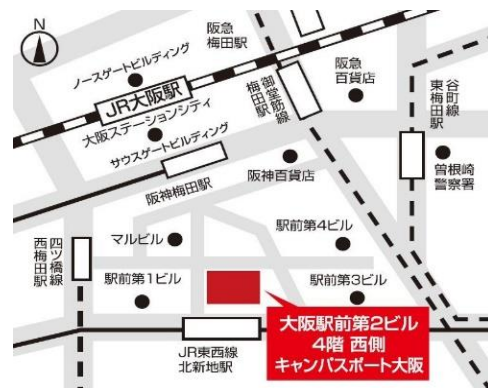 N
阪急
梅田駅
ノースゲートビルディング
JR大阪駅
大阪ステーションシティ
サウスゲートビルディング
御堂筋線
梅田駅
阪急
百貨店
谷町線
東梅田駅
曽根崎
警察署
阪神梅田駅
阪神百貨店
四ツ橋線
西梅田駅
マルビル
駅前第4ビル
駅前第1ビル
駅前第3ビル
JR東西線
北新地駅
大阪駅前第2ビル
4階 西側
キャンパスポート大阪